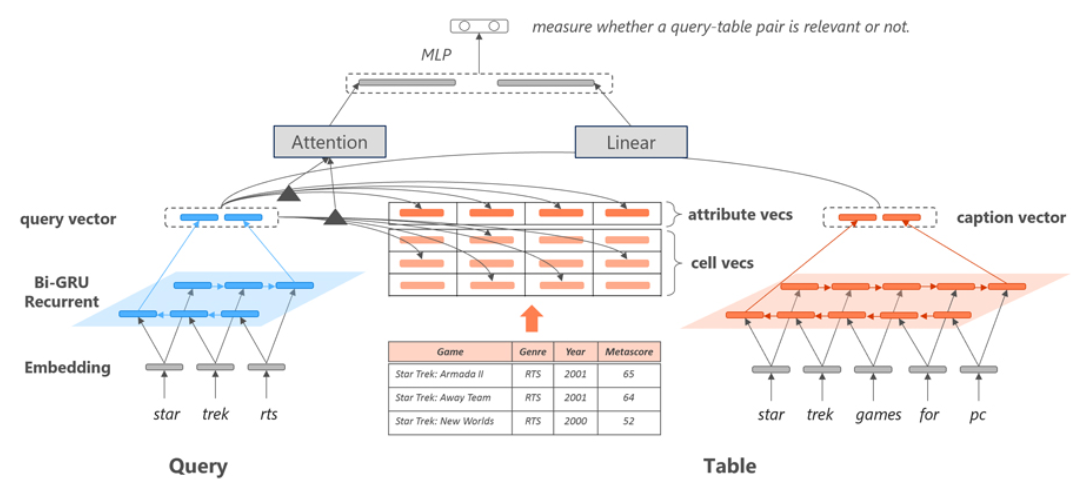 measure whether a query-table pair is relevant or not.
MLP
Attention
Linear
query vector
attribute vecs
caption vector
cell vecs
Bi-GRU
Recurrent
Embedding
Game Genre Year Metascore
Star Trek: Armada II RTS 2001 65
Star Trek: Away Team RTS 2001 64
Star Trek: New Worlds RTS 2000 52
star trek rts
star trek games for pc
Query
Table